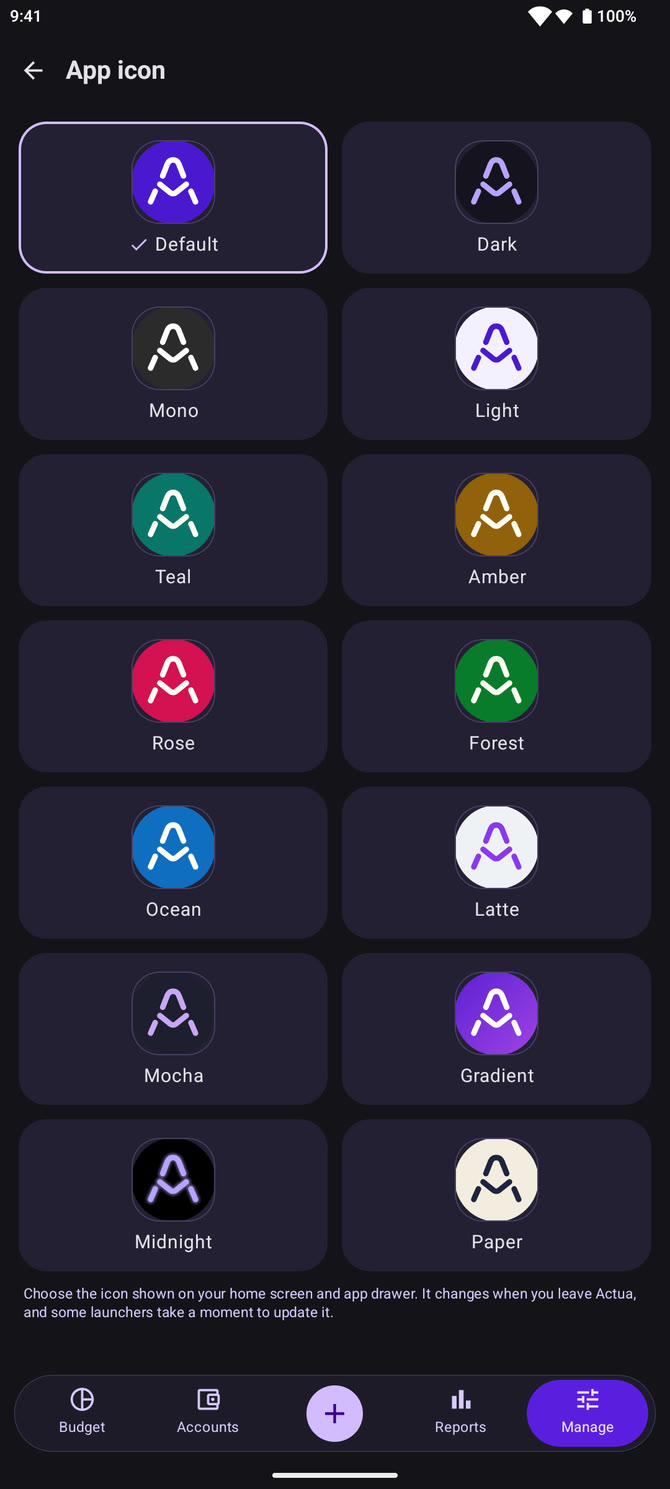 9:41
100%
App icon
Default
Dark
Mono
Light
Teal
Amber
Rose
Forest
Ocean
Latte
Mocha
Gradient
Midnight
Paper
Choose the icon shown on your home screen and app drawer. It changes when you leave Actua,
and some launchers take a moment to update it.
Budget
Accounts
Reports
Manage